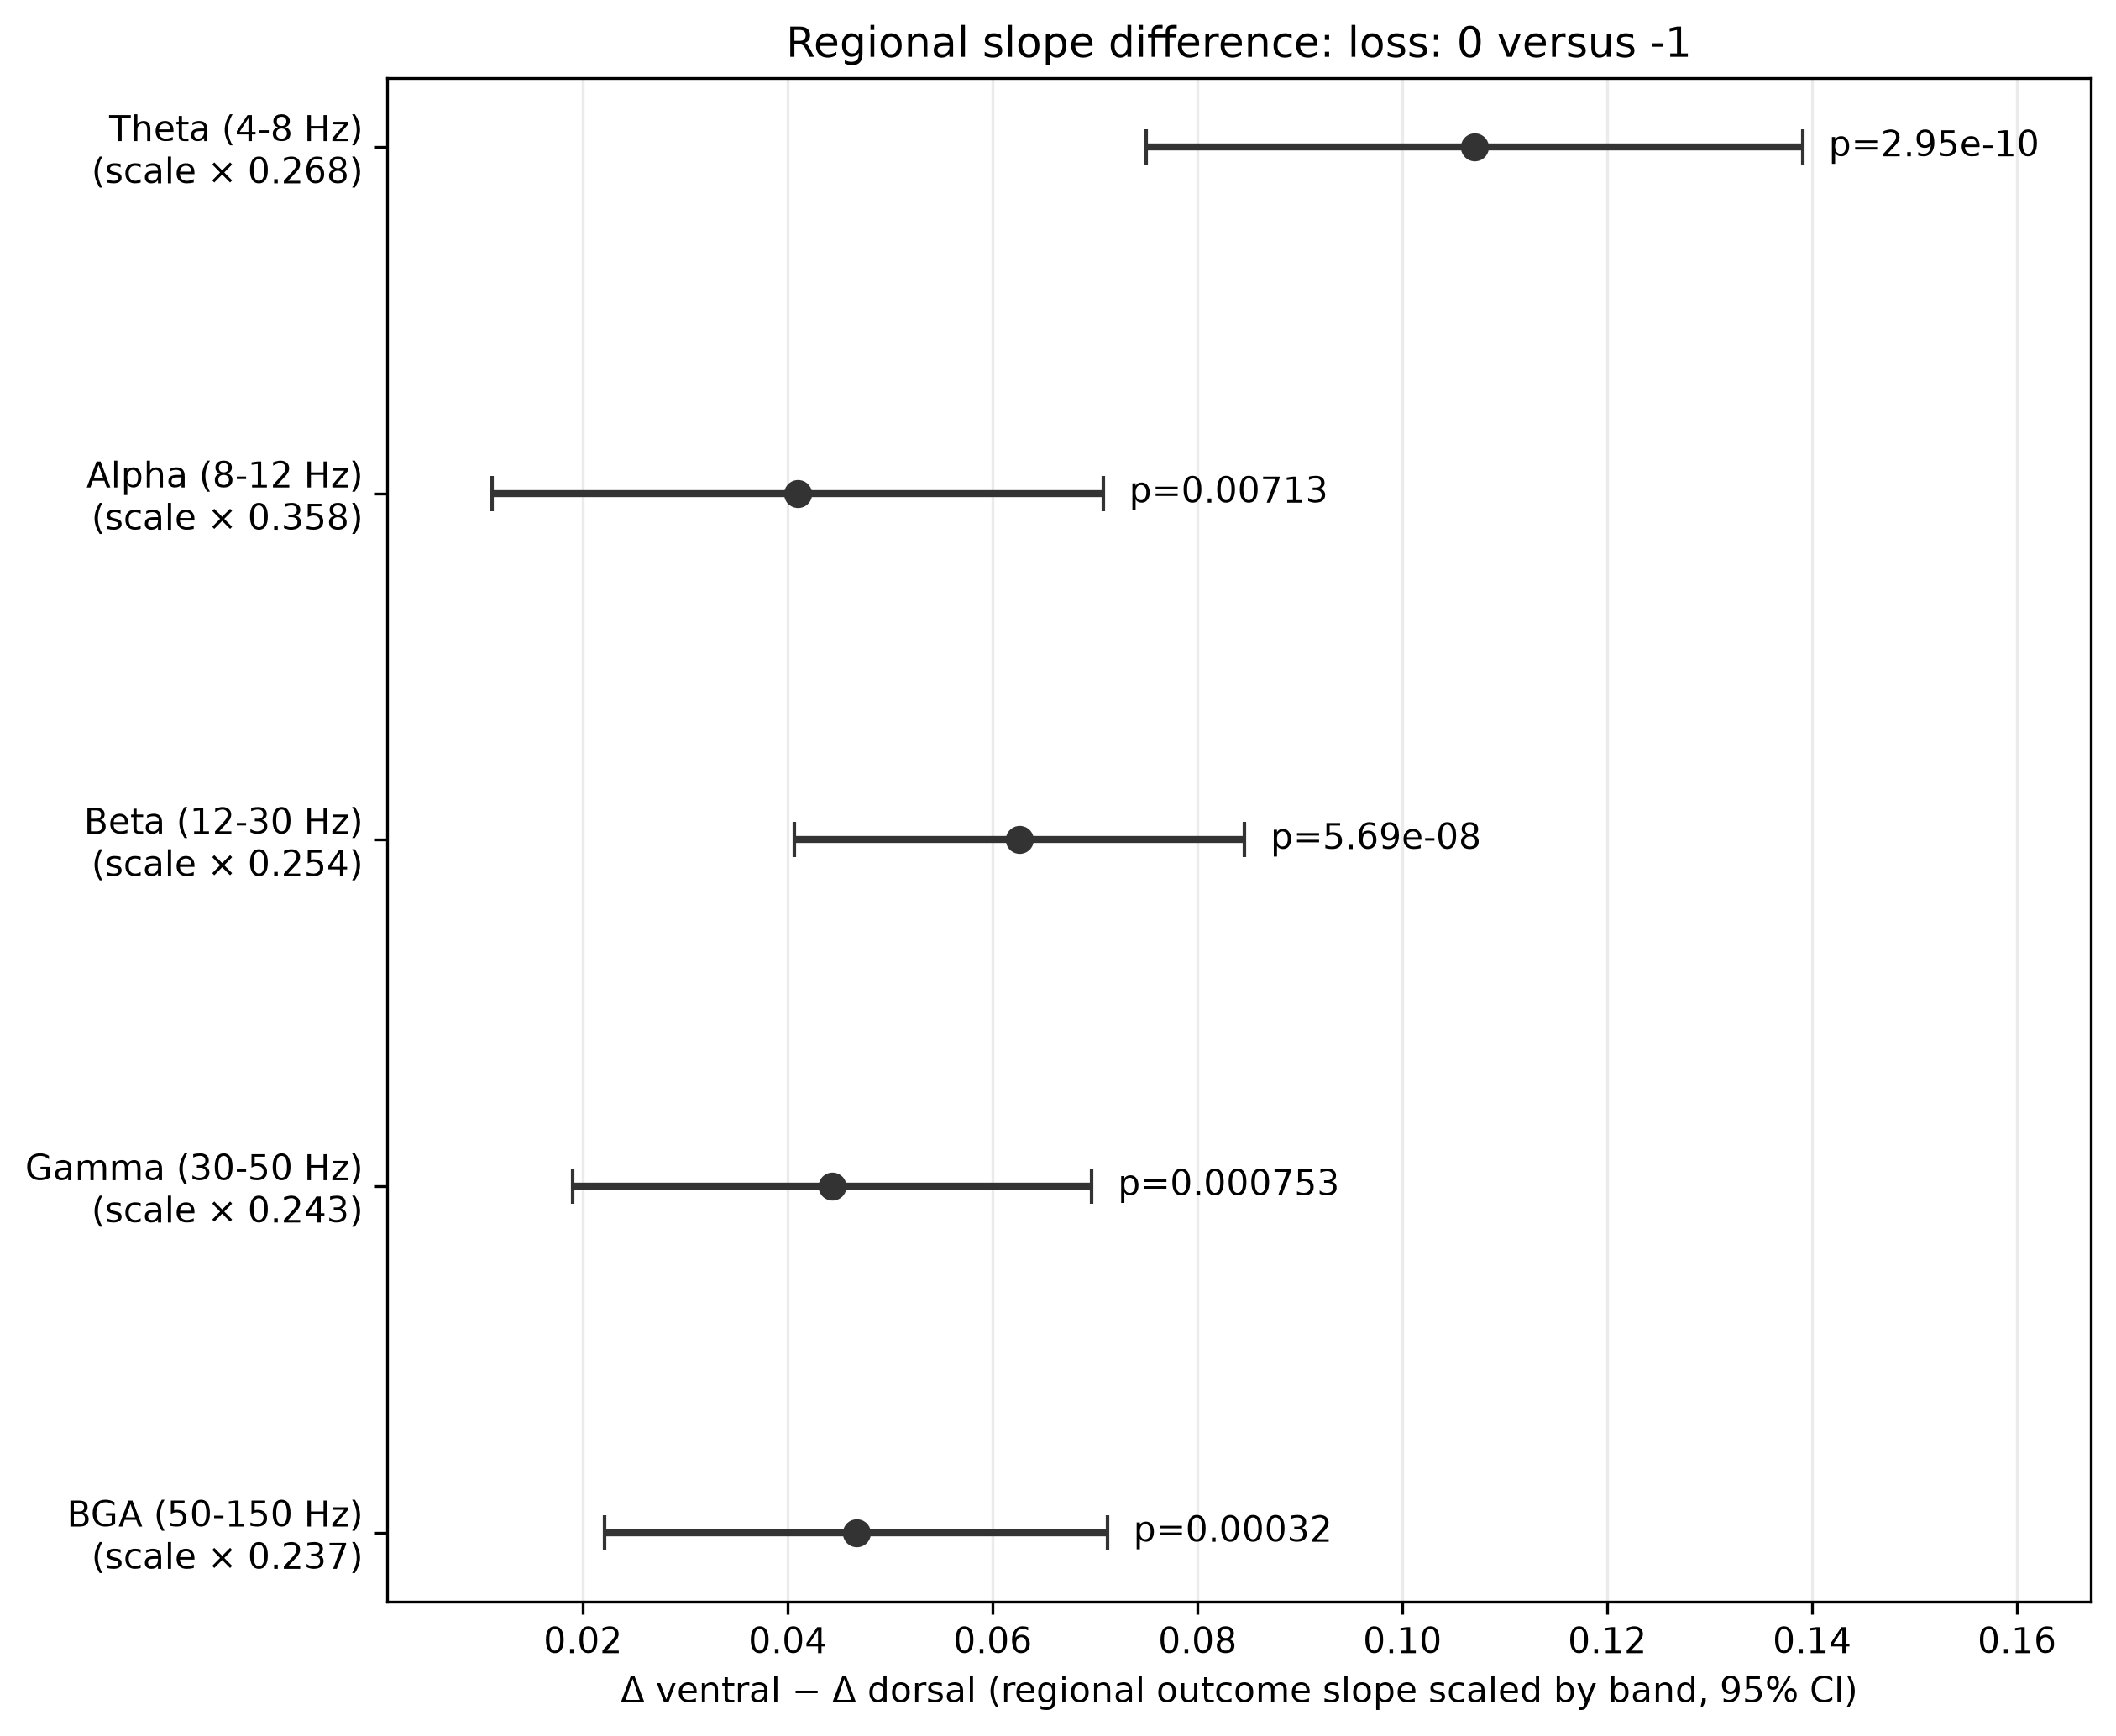 Regional slope difference: loss: 0 versus -1
Theta (4-8 Hz)
(scale × 0.268)
p=2.95e-10
Alpha (8-12 Hz)
(scale × 0.358)
p=0.00713
Beta (12-30 Hz)
(scale × 0.254)
p=5.69e-08
Gamma (30-50 Hz)
(scale × 0.243)
p=0.000753
BGA (50-150 Hz)
(scale × 0.237)
p=0.00032
0.02 0.04 0.06 0.08 0.10 0.12 0.14 0.16
Δ ventral − Δ dorsal (regional outcome slope scaled by band, 95% CI)